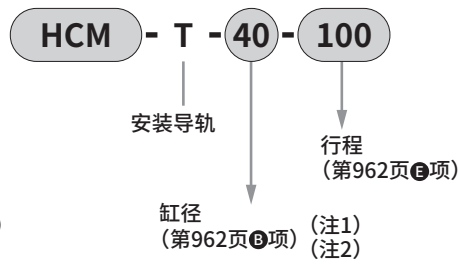 HCM - T - 40 - 100
安装导轨
行程
（第962页E项）
缸径
（第962页B项）（注1）
（注2）
）